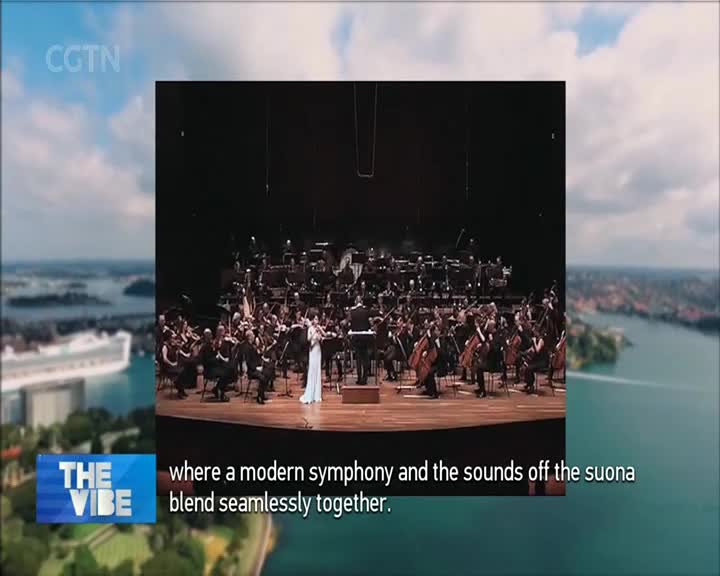 CGTN
THE
VIBE
where a modern symphony and the sounds off the suona
blend seamlessly together.